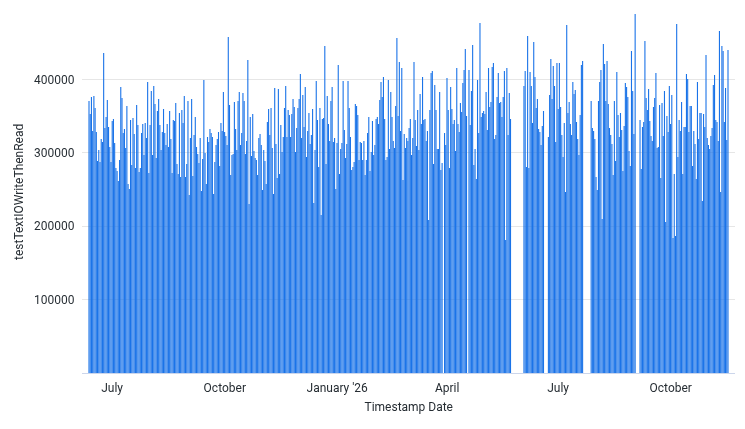 testTextIOWriteThenRead
400000
300000
200000
100000
July
October
January '26
April
July
October
Timestamp Date